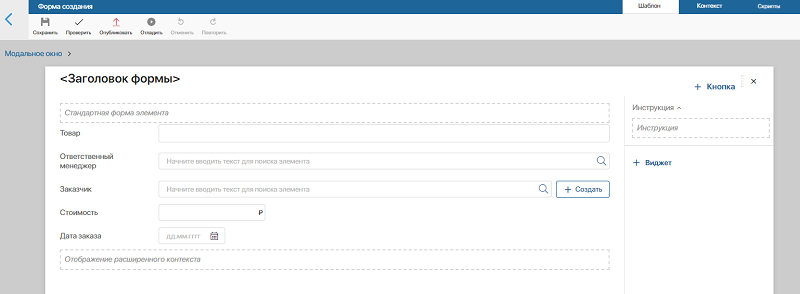 Форма создания
Шаблон
Контекст
Скрипты
Сохранить
Проверить
Опубликовать
Отладить
Отменить
Повторить
Модальное окно
<Заголовок формы>
+ Кнопка
Стандартная форма элемента
Инструкция
Инструкция
Товар
Ответственный
менеджер
Начните вводить текст для поиска элемента
+ Виджет
Заказчик
Начните вводить текст для поиска элемента
+ Создать
Стоимость
₽
Дата заказа
ДД.ММ.ГГГГ
Отображение расширенного контекста